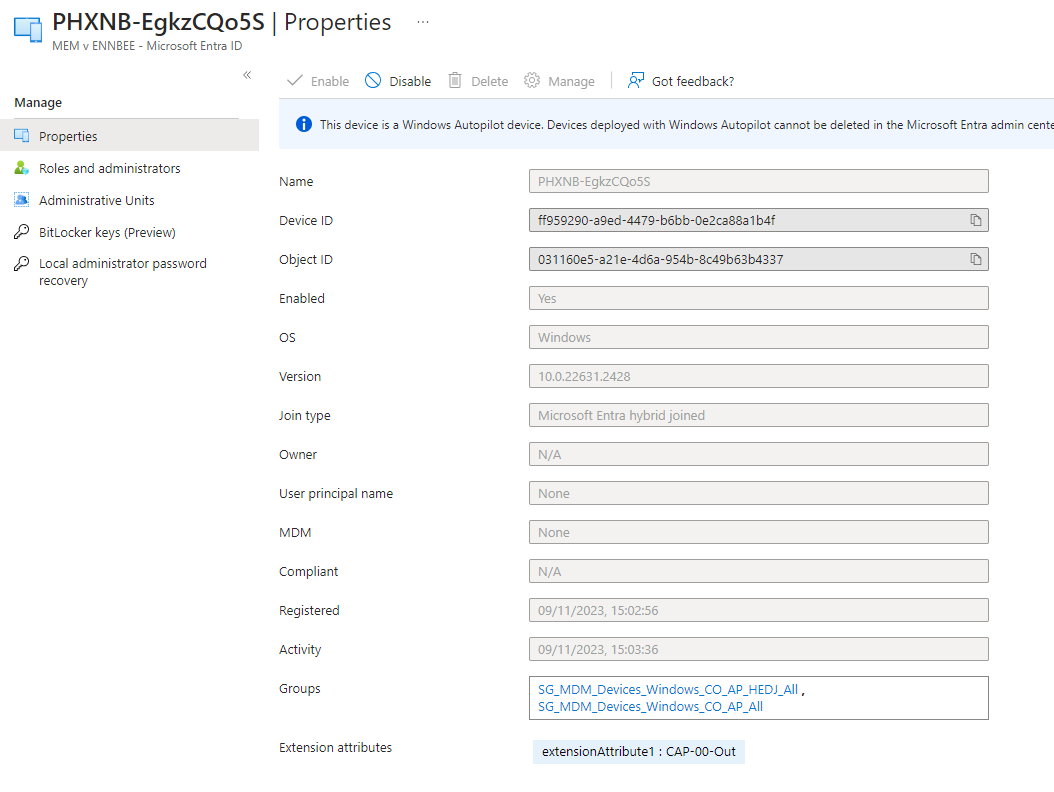 PHXNB-EgkzCQo5S | Properties ...
MEM v ENNBEE - Microsoft Entra ID
«
Manage
Properties
Roles and administrators
Administrative Units
BitLocker keys (Preview)
Local administrator password
recovery
Enable Disable Delete Manage Got feedback?
This device is a Windows Autopilot device. Devices deployed with Windows Autopilot cannot be deleted in the Microsoft Entra admin cente
Name PHXNB-EgkzCQo5S
Device ID ff959290-a9ed-4479-b6bb-0e2ca88a1b4f
Object ID 031160e5-a21e-4d6a-954b-8c49b63b4337
Enabled Yes
OS Windows
Version 10.0.22631.2428
Join type Microsoft Entra hybrid joined
Owner N/A
User principal name None
MDM None
Compliant N/A
Registered 09/11/2023, 15:02:56
Activity 09/11/2023, 15:03:36
Groups SG_MDM_Devices_Windows_CO_AP_HEDJ_All ,
SG_MDM_Devices_Windows_CO_AP_All
Extension attributes extensionAttribute1 : CAP-00-Out